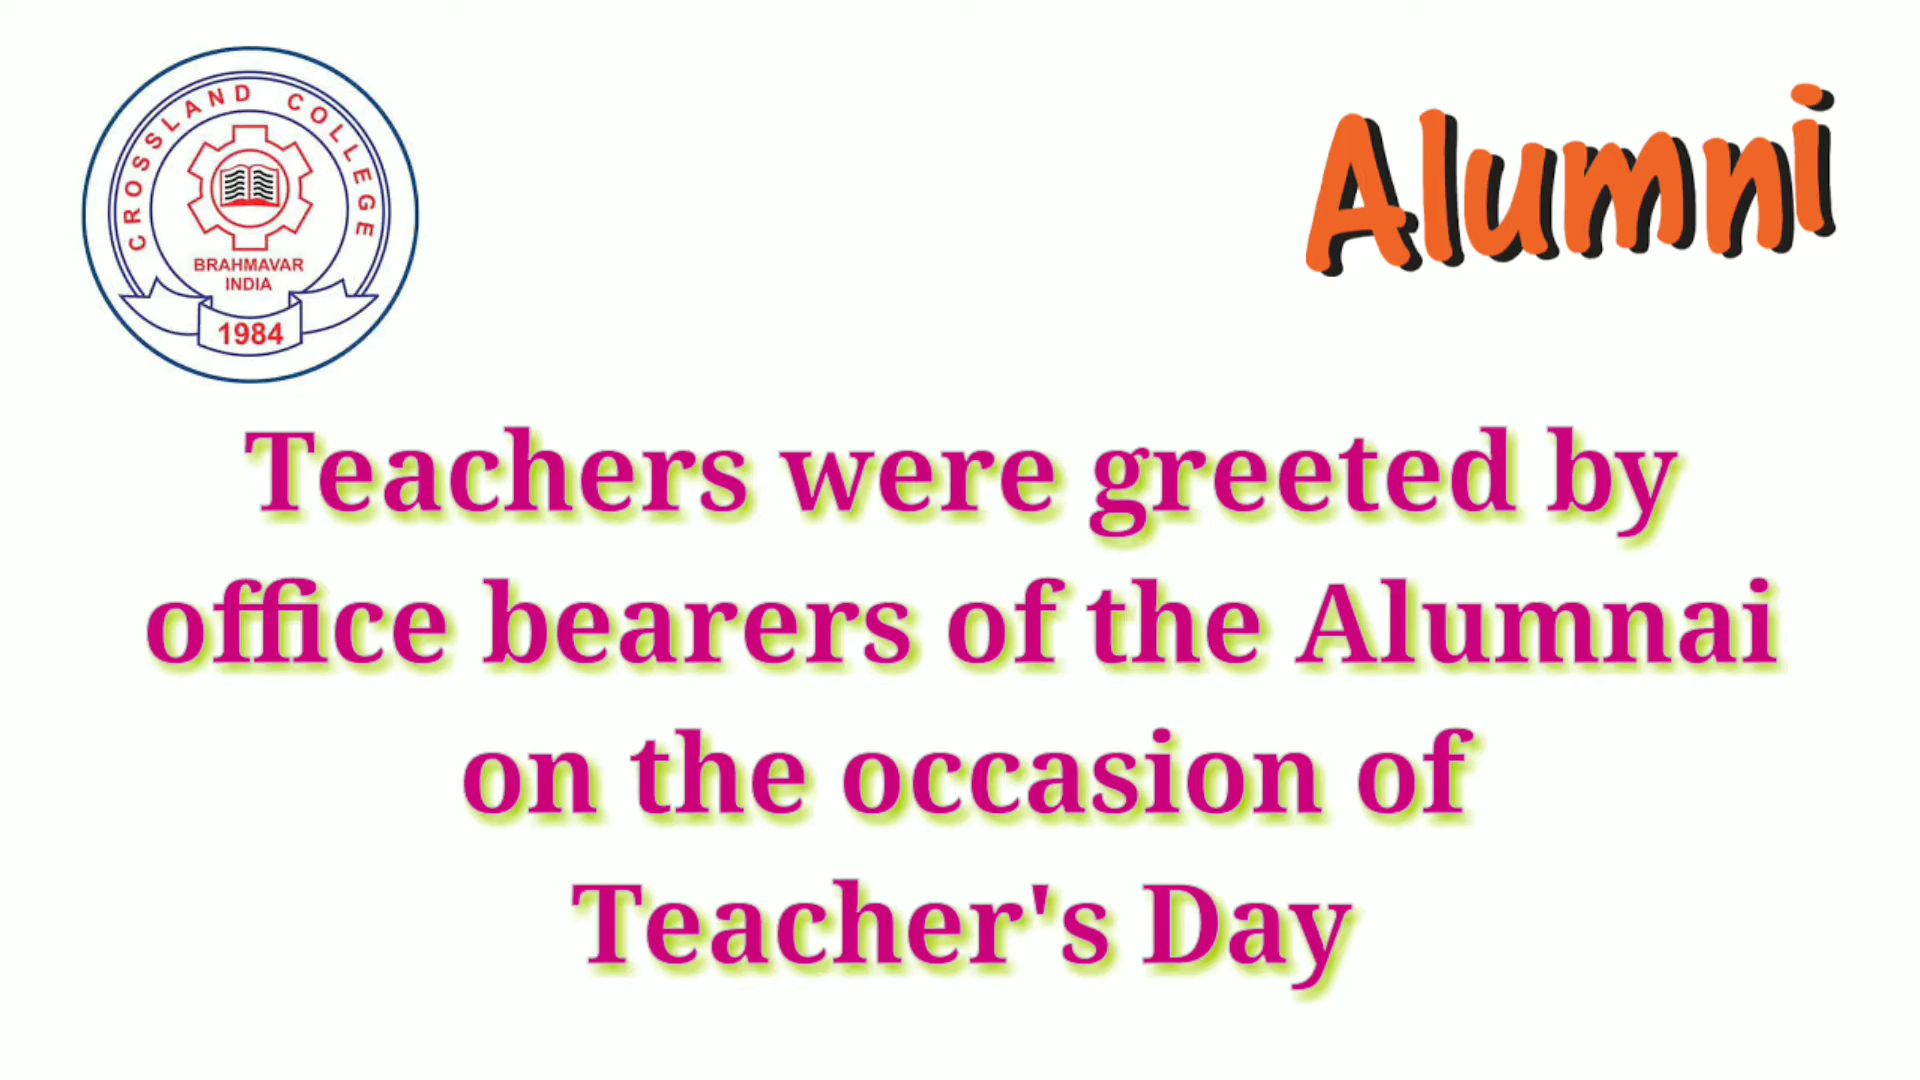 CROSSLAND COLLEGE
BRAHMAVAR
INDIA
1984
Alumni
Teachers were greeted by
office bearers of the Alumnai
on the occasion of
Teacher's Day